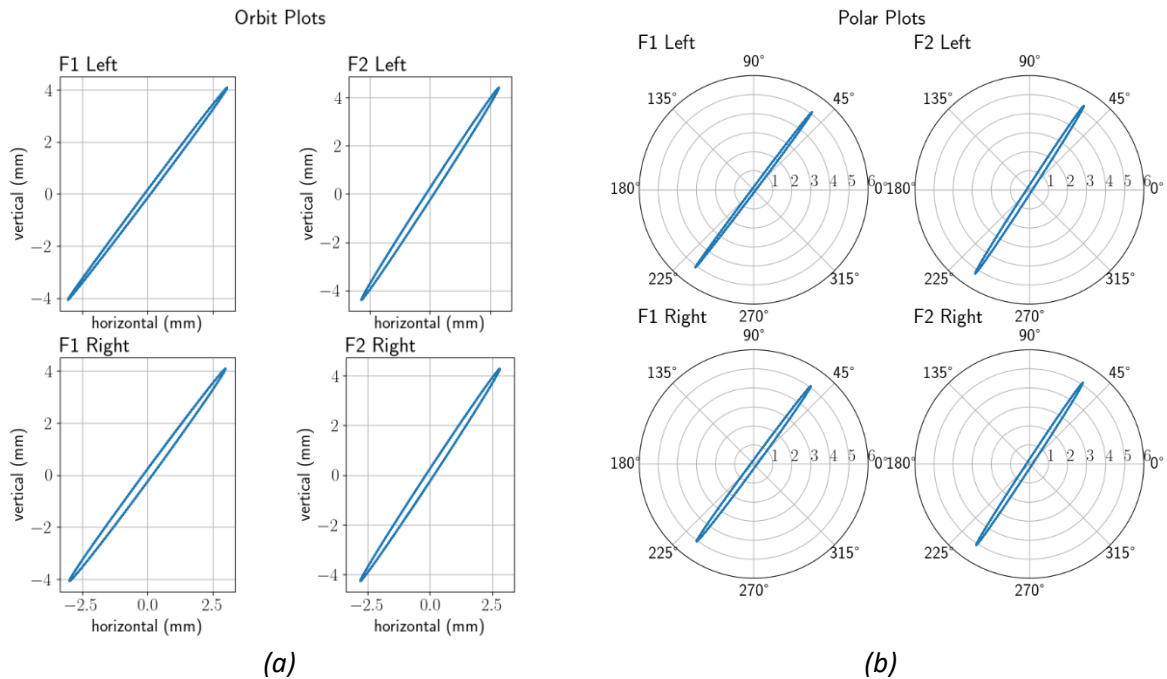 Orbit Plots
F1 Left
4
2
0
−2
−4
vertical (mm)
horizontal (mm)
F2 Left
4
2
0
−2
−4
vertical (mm)
horizontal (mm)
F1 Right
4
2
0
−2
−4
vertical (mm)
−2.5 0.0 2.5
horizontal (mm)
F2 Right
4
2
0
−2
−4
vertical (mm)
−2.5 0.0 2.5
horizontal (mm)
(a)
Polar Plots
F1 Left
90°
135° 45°
180° 1 2 3 4 5 6 0°
225° 315°
270°
F2 Left
90°
135° 45°
180° 1 2 3 4 5 6 0°
225° 315°
270°
F1 Right
90°
135° 45°
180° 1 2 3 4 5 6 0°
225° 315°
270°
F2 Right
90°
135° 45°
180° 1 2 3 4 5 6 0°
225° 315°
270°
(b)